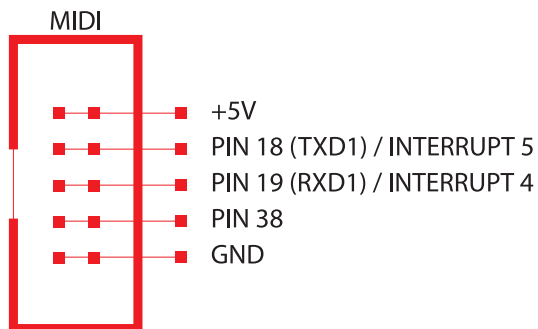 MIDI
+5V
PIN 18 (TXD1) / INTERRUPT 5
PIN 19 (RXD1) / INTERRUPT 4
PIN 38
GND